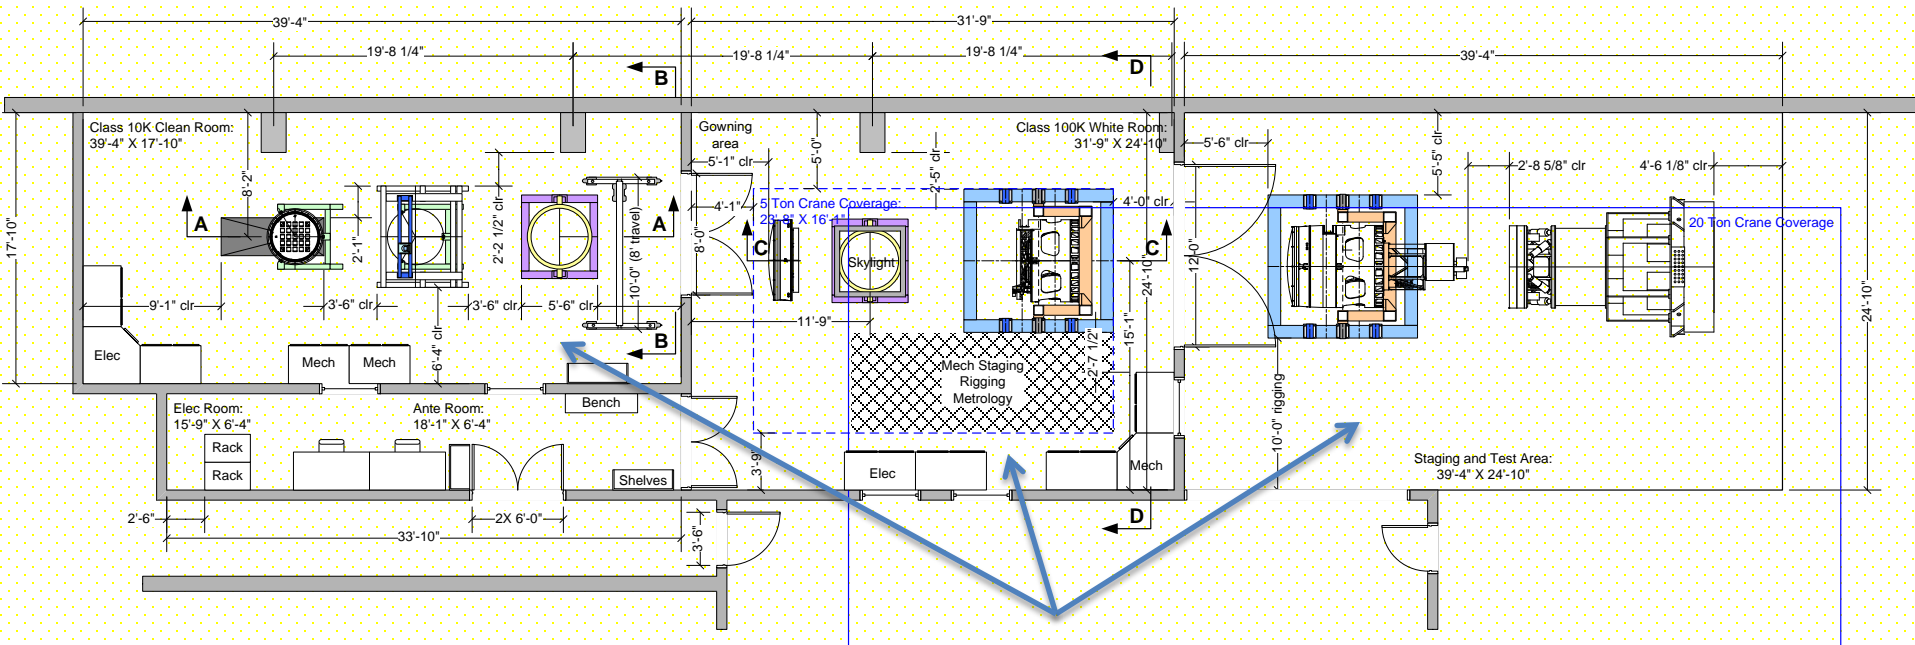 39'-4"
31'-9"
19'-8 1/4"
19'-8 1/4"
19'-8 1/4"
39'-4"
B
D
Class 10K Clean Room:
39'-4" X 17'-10"
Gowning
area
Class 100K White Room:
31'-9" X 24'-10"
5'-1" clr
5'-0"
2'-5" clr
5'-6" clr
5'-5" clr
2'-8 5/8" clr
4'-6 1/8" clr
17'-10"
8'-2"
A
2'-1"
2'-2 1/2" clr
10'-0" (8' travel)
A
8'-0"
4'-1"
5 Ton Crane Coverage:
23'-8" X 16'-1"
4'-0" clr
20 Ton Crane Coverage
C
Skylight
C
12'-0"
24'-10"
24'-10"
9'-1" clr
3'-6" clr
3'-6" clr
5'-6" clr
11'-9"
6'-4" clr
B
15'-1"
2'-7 1/2"
Elec
Mech
Mech
Mech Staging
Rigging
Metrology
Bench
10'-0" rigging
Elec Room:
15'-9" X 6'-4"
Ante Room:
18'-1" X 6'-4"
Rack
Rack
Shelves
3'-9"
Elec
Mech
Staging and Test Area:
39'-4" X 24'-10"
2'-6"
2X 6'-0"
33'-10"
3'-6"
D